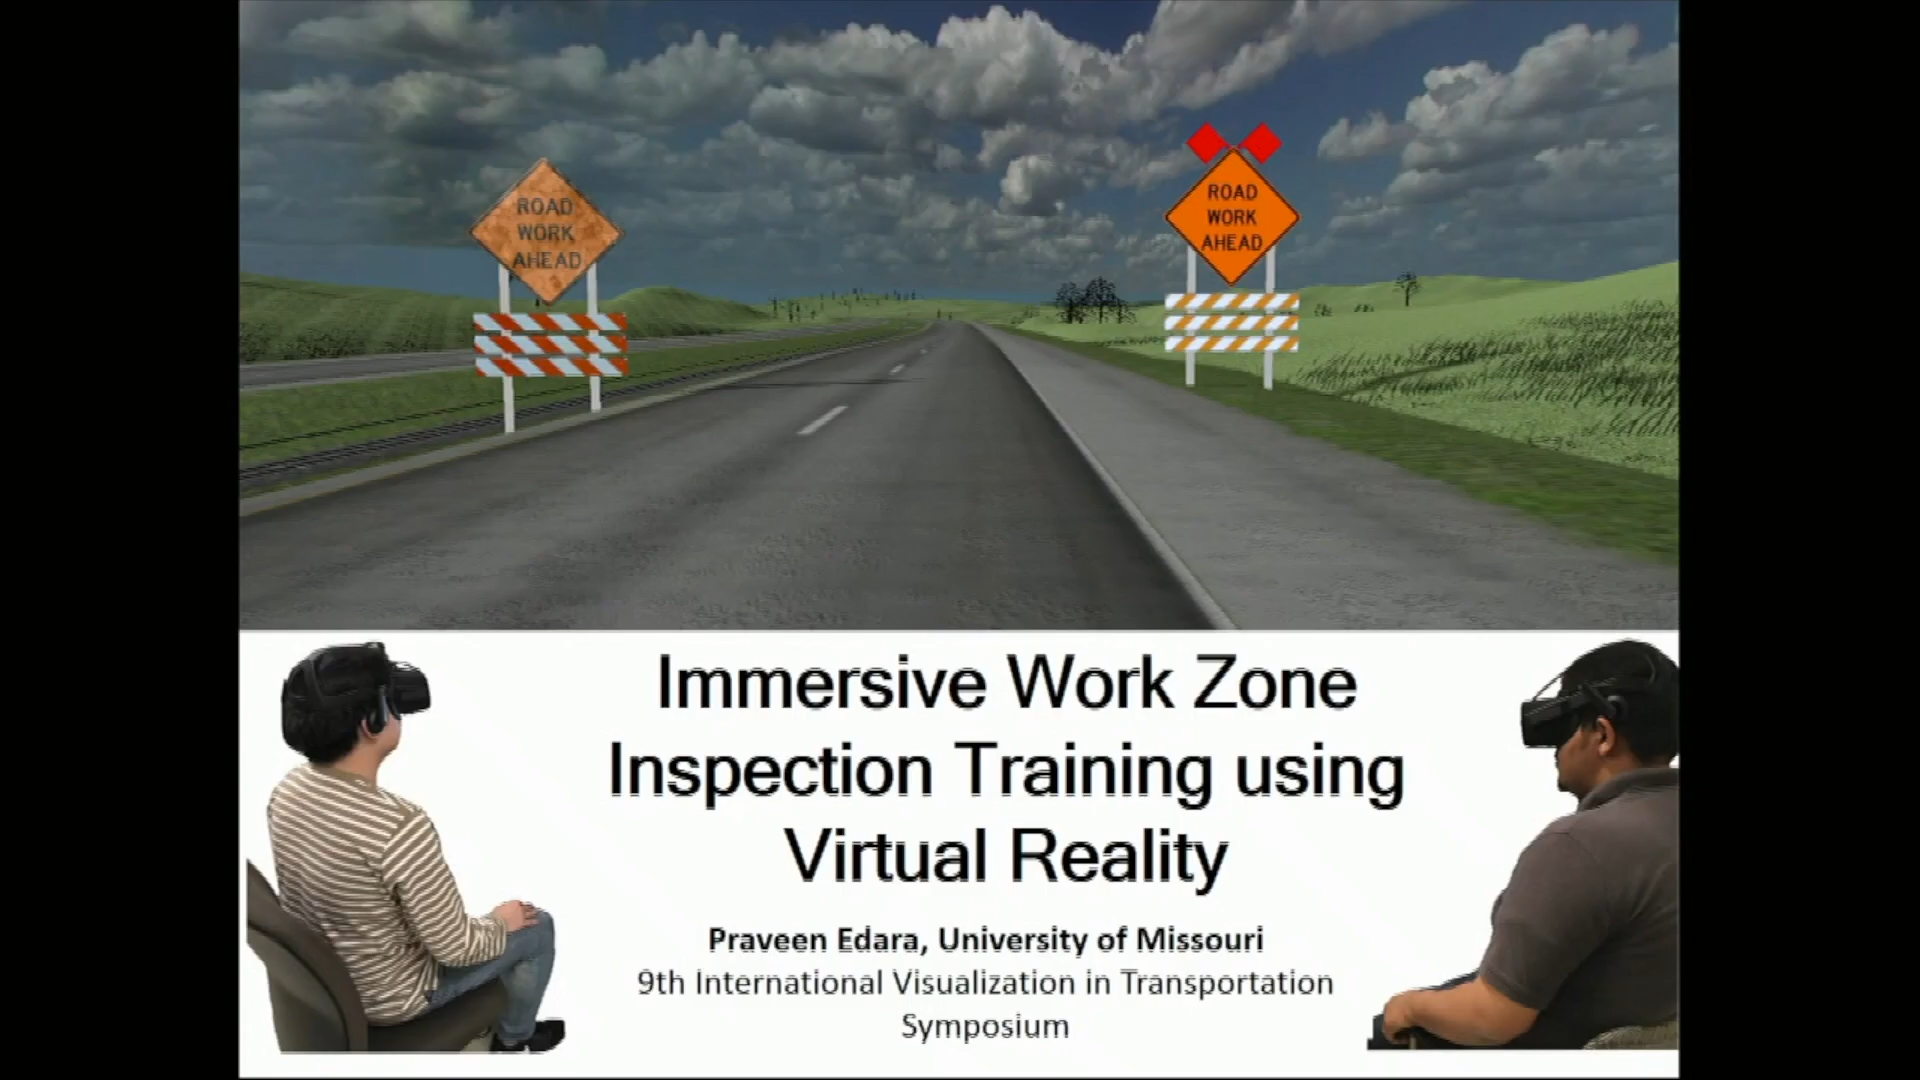 ROAD
WORK
AHEAD
ROAD
WORK
AHEAD
Immersive Work Zone
Inspection Training using
Virtual Reality
Praveen Edara, University of Missouri
9th International Visualization in Transportation
Symposium